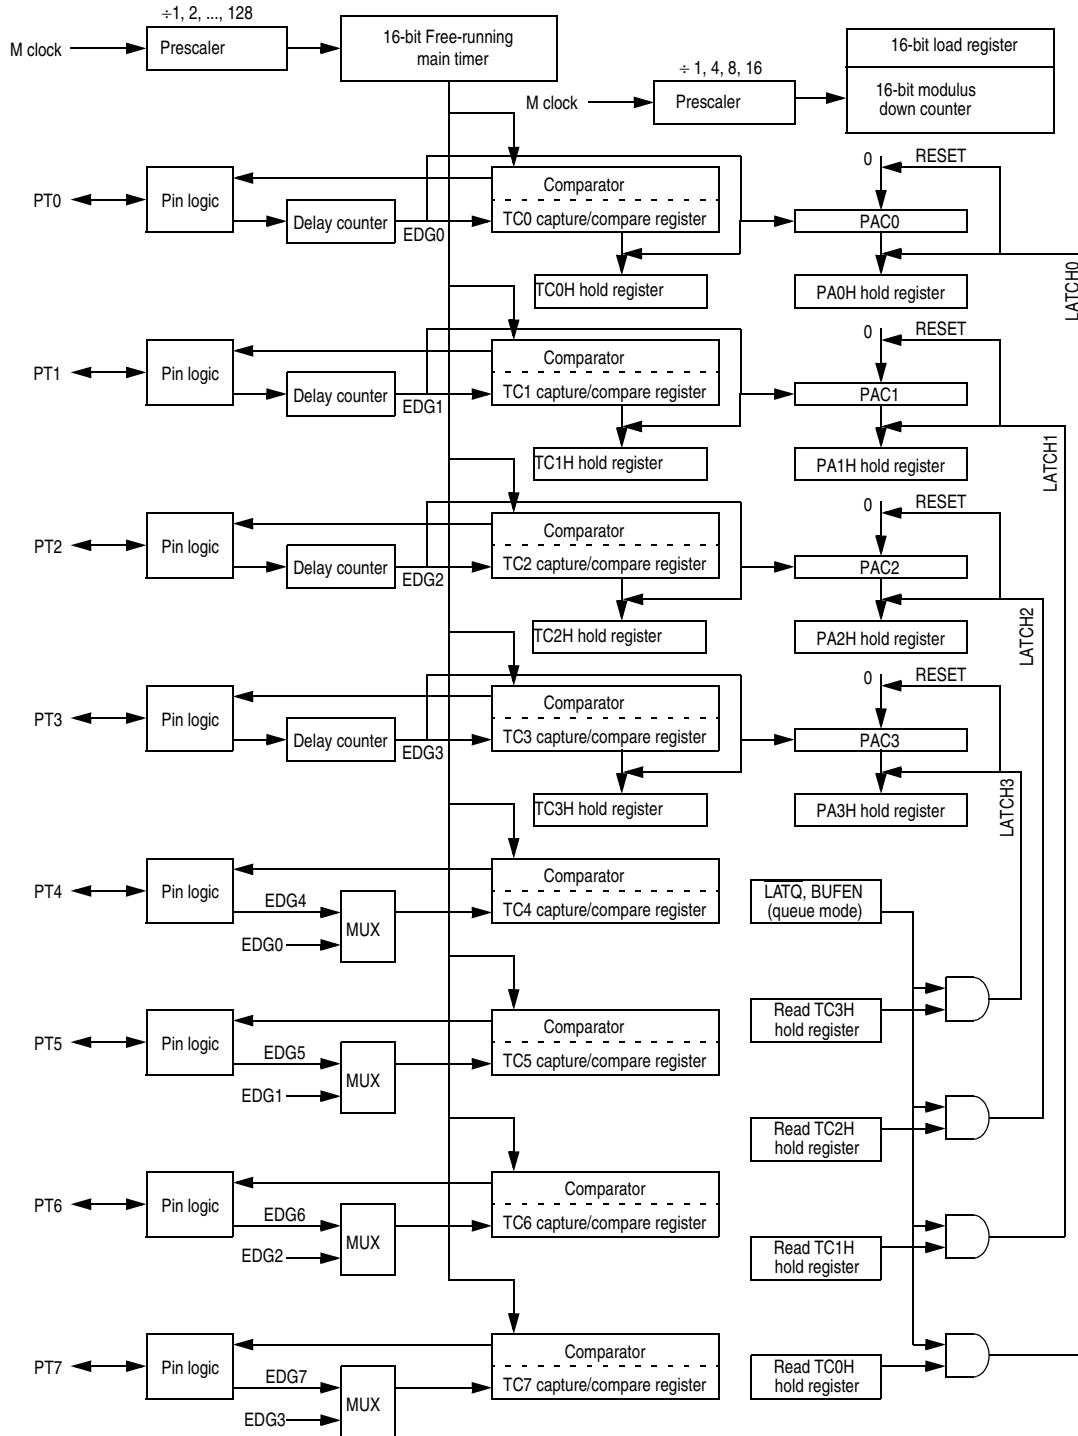 ÷1, 2, ..., 128
M clock
Prescaler
16-bit Free-running
main timer
÷ 1, 4, 8, 16
M clock
Prescaler
16-bit load register
16-bit modulus
down counter
PT0
Pin logic
Delay counter
EDG0
Comparator
TC0 capture/compare register
TC0H hold register
0
RESET
PAC0
PA0H hold register
LATCH0
PT1
Pin logic
Delay counter
EDG1
Comparator
TC1 capture/compare register
TC1H hold register
0
RESET
PAC1
PA1H hold register
LATCH1
PT2
Pin logic
Delay counter
EDG2
Comparator
TC2 capture/compare register
TC2H hold register
0
RESET
PAC2
PA2H hold register
LATCH2
PT3
Pin logic
Delay counter
EDG3
Comparator
TC3 capture/compare register
TC3H hold register
0
RESET
PAC3
PA3H hold register
LATCH3
PT4
Pin logic
EDG4
EDG0
MUX
Comparator
TC4 capture/compare register
LATQ, BUFEN
(queue mode)
PT5
Pin logic
EDG5
EDG1
MUX
Comparator
TC5 capture/compare register
Read TC3H
hold register
Read TC2H
hold register
PT6
Pin logic
EDG6
EDG2
MUX
Comparator
TC6 capture/compare register
Read TC1H
hold register
PT7
Pin logic
EDG7
EDG3
MUX
Comparator
TC7 capture/compare register
Read TC0H
hold register